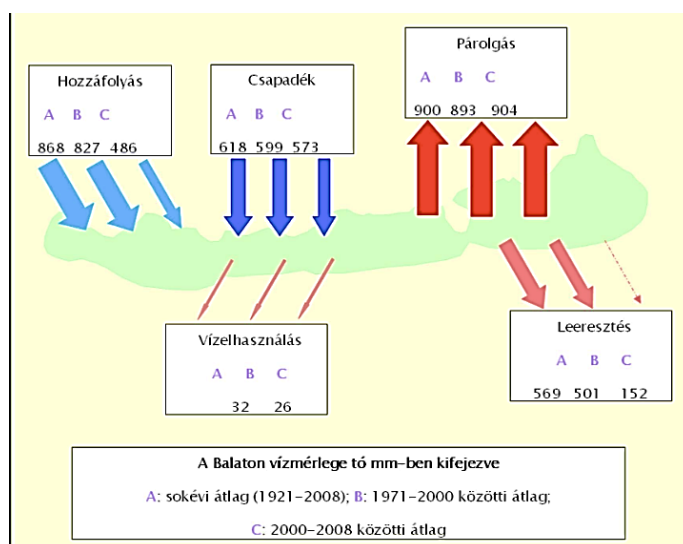 Hozzáfolyás
A B C
868 827 486
Csapadék
A B C
618 599 573
Párolgás
A B C
900 893 904
Vízelhasználás
A B C
32 26
Leeresztés
A B C
569 501 152
A Balaton vízmérlege tó mm-ben kifejezve
A: sokévi átlag (1921-2008); B: 1971-2000 közötti átlag;
C: 2000-2008 közötti átlag